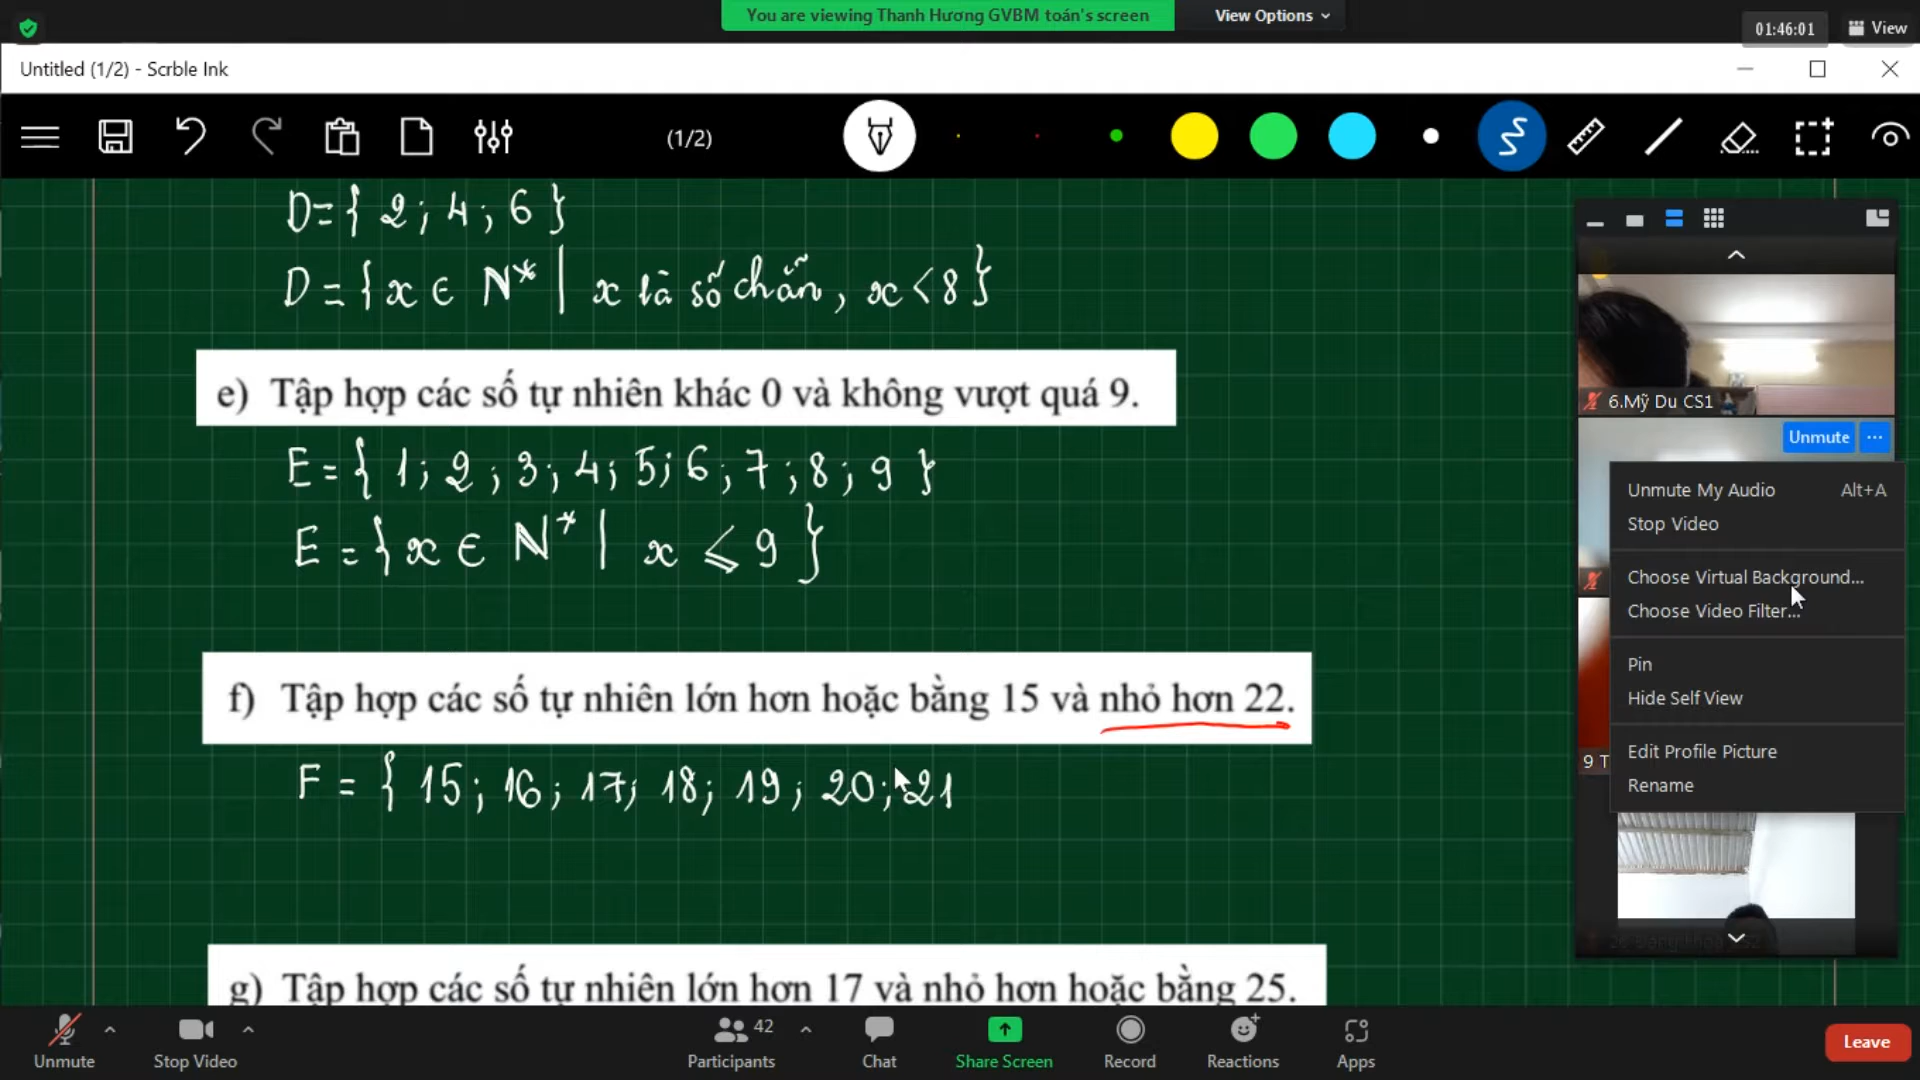 You are viewing Thanh Hương GVBM toán's screen
View Options
01:46:01
View
Untitled (1/2) - Scrble Ink
(1/2)
D = { 2 ; 4 ; 6 }
D = { x ∈ N* | x là số chẵn, x < 8 }
e) Tập hợp các số tự nhiên khác 0 và không vượt quá 9.
E = { 1 ; 2 ; 3 ; 4 ; 5 ; 6 ; 7 ; 8 ; 9 }
E = { x ∈ N* | x ⩽ 9 }
f) Tập hợp các số tự nhiên lớn hơn hoặc bằng 15 và nhỏ hơn 22.
F = { 15 ; 16 ; 17 ; 18 ; 19 ; 20 ; 21
g) Tập hợp các số tự nhiên lớn hơn 17 và nhỏ hơn hoặc bằng 25.
6.Mỹ Du CS1
Unmute ...
Unmute My Audio Alt+A
Stop Video
Choose Virtual Background...
Choose Video Filter...
Pin
Hide Self View
9 T
Edit Profile Picture
Rename
Unmute
Stop Video
42
Participants
Chat
Share Screen
Record
Reactions
Apps
Leave